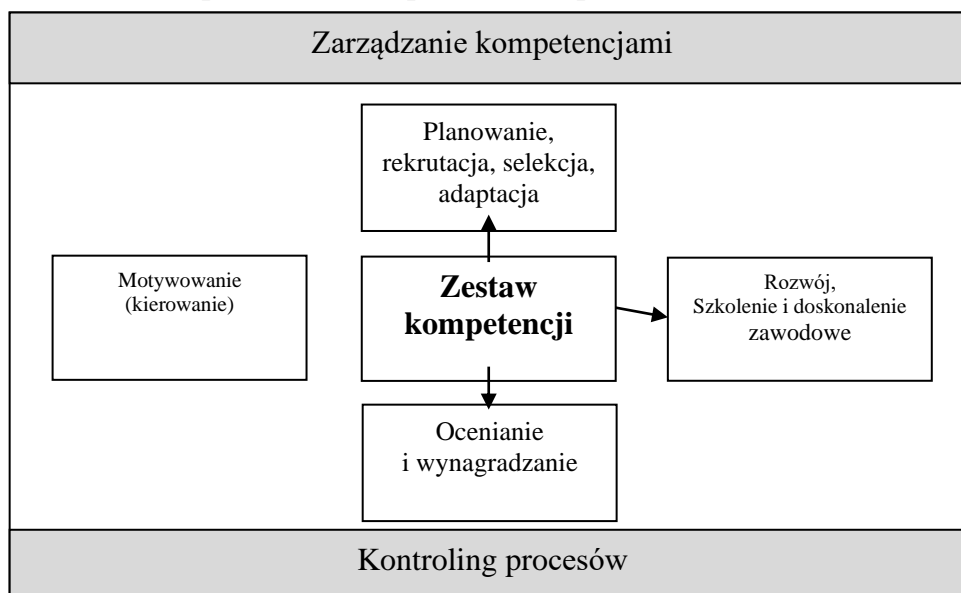 Zarządzanie kompetencjami
Planowanie,
rekrutacja, selekcja,
adaptacja
Motywowanie
(kierowanie)
Zestaw
kompetencji
Rozwój,
Szkolenie i doskonalenie
zawodowe
Ocenianie
i wynagradzanie
Kontroling procesów